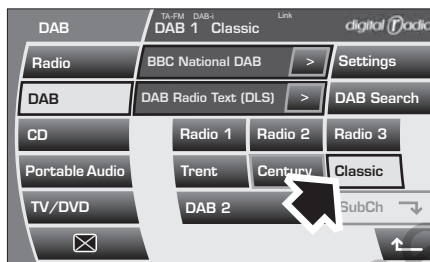 DAB
TA-FM DAB-i Link
DAB 1 Classic
digital radio
Radio
BBC National DAB >
Settings
DAB
DAB Radio Text (DLS) >
DAB Search
CD
Radio 1
Radio 2
Radio 3
Portable Audio
Trent
Century
Classic
TV/DVD
DAB 2
SubCh